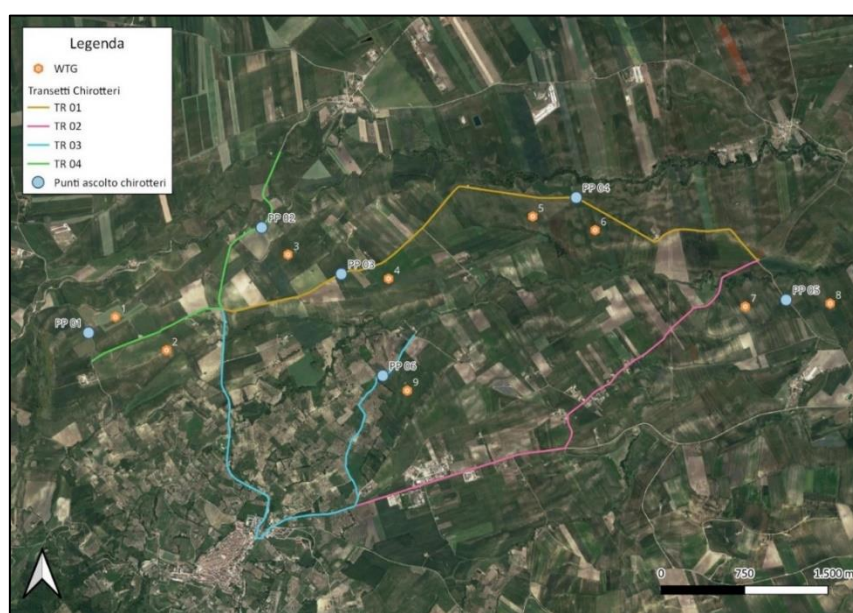 Legenda
WTG
Transetti Chirotteri
TR 01
TR 02
TR 03
TR 04
Punti ascolto chirotteri
PP 04
5
PP 02
6
3
PP 03
4
PP 05
8
7
1
PP 01
2
PP 06
9
0
750
1.500 m